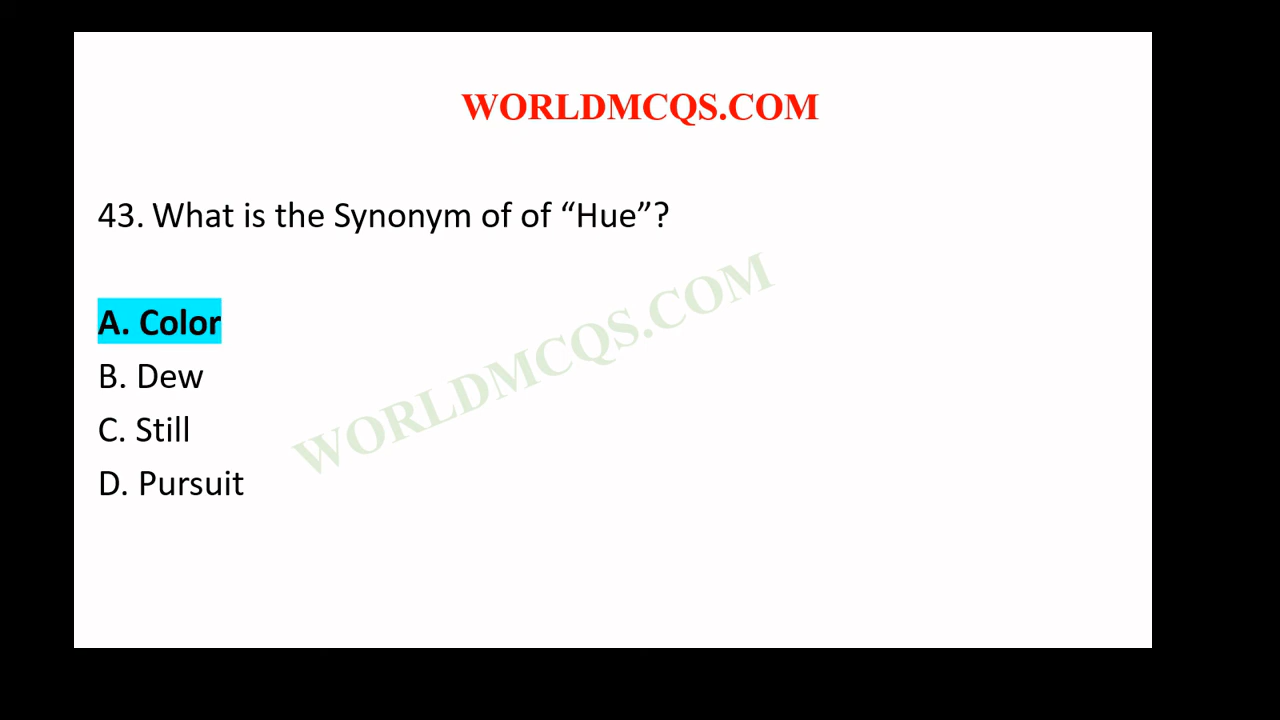 WORLDMCQS.COM
43. What is the Synonym of of “Hue”?
A. Color
B. Dew
C. Still
D. Pursuit
WORLDMCQS.COM